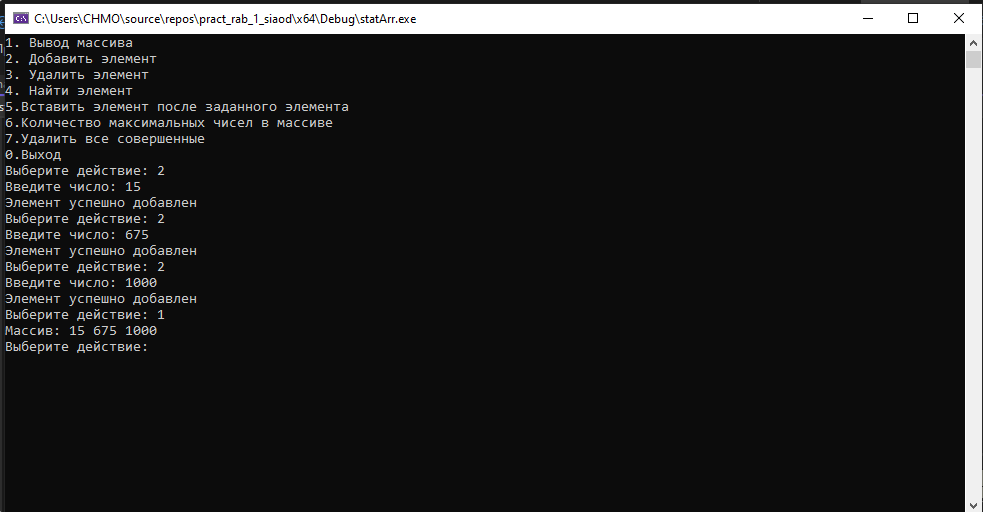 C:\Users\CHMO\source\repos\pract_rab_1_siaod\x64\Debug\statArr.exe
1. Вывод массива
2. Добавить элемент
3. Удалить элемент
4. Найти элемент
5.Вставить элемент после заданного элемента
6.Количество максимальных чисел в массиве
7.Удалить все совершенные
0.Выход
Выберите действие: 2
Введите число: 15
Элемент успешно добавлен
Выберите действие: 2
Введите число: 675
Элемент успешно добавлен
Выберите действие: 2
Введите число: 1000
Элемент успешно добавлен
Выберите действие: 1
Массив: 15 675 1000
Выберите действие: